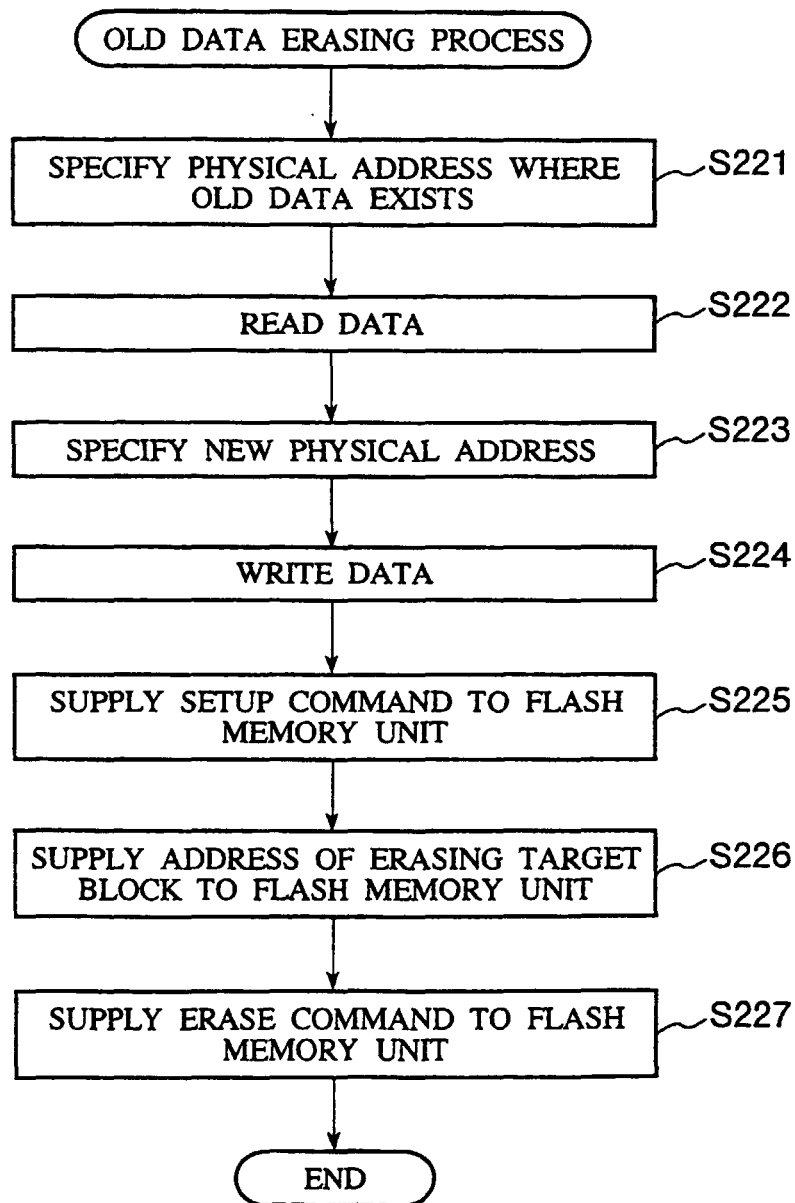 OLD DATA ERASING PROCESS
SPECIFY PHYSICAL ADDRESS WHERE
OLD DATA EXISTS
S221
READ DATA
S222
SPECIFY NEW PHYSICAL ADDRESS
S223
WRITE DATA
S224
SUPPLY SETUP COMMAND TO FLASH
MEMORY UNIT
S225
SUPPLY ADDRESS OF ERASING TARGET
BLOCK TO FLASH MEMORY UNIT
S226
SUPPLY ERASE COMMAND TO FLASH
MEMORY UNIT
S227
END